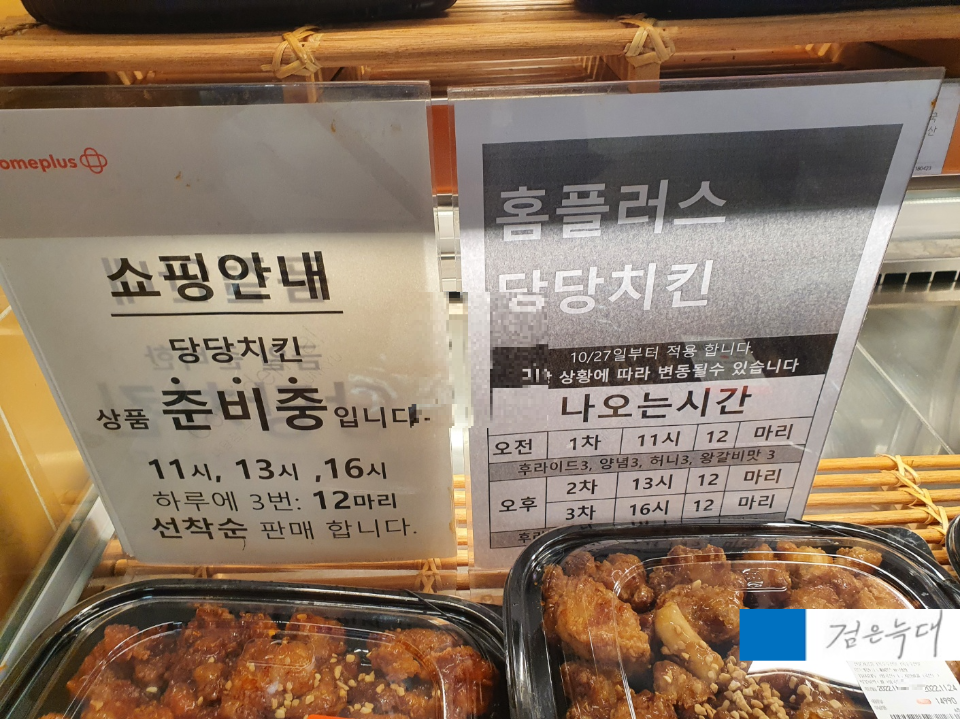 omeplus
쇼핑안내
당당치킨
상품 준비중입니다.
11시, 13시 ,16시
하루에 3번: 12마리
선착순 판매 합니다.
홈플러스
당당치킨
10/27일부터 적용 합니다.
상황에 따라 변동될수 있습니다
나오는시간
오전 1차 11시 12 마리
후라이드3, 양념3, 허니3, 왕갈비맛 3
오후 2차 13시 12 마리
3차 16시 12 마리
검은늑대
2022.11.24
14990